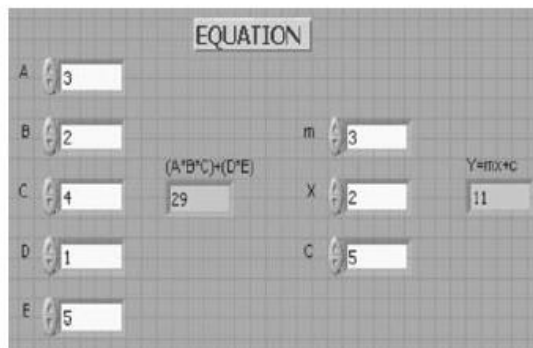 EQUATION
A 3
B 2
m 3
(A*B*C)+(D*E)
Y=mx+c
C 4
29
X 2
11
D 1
C 5
E 5